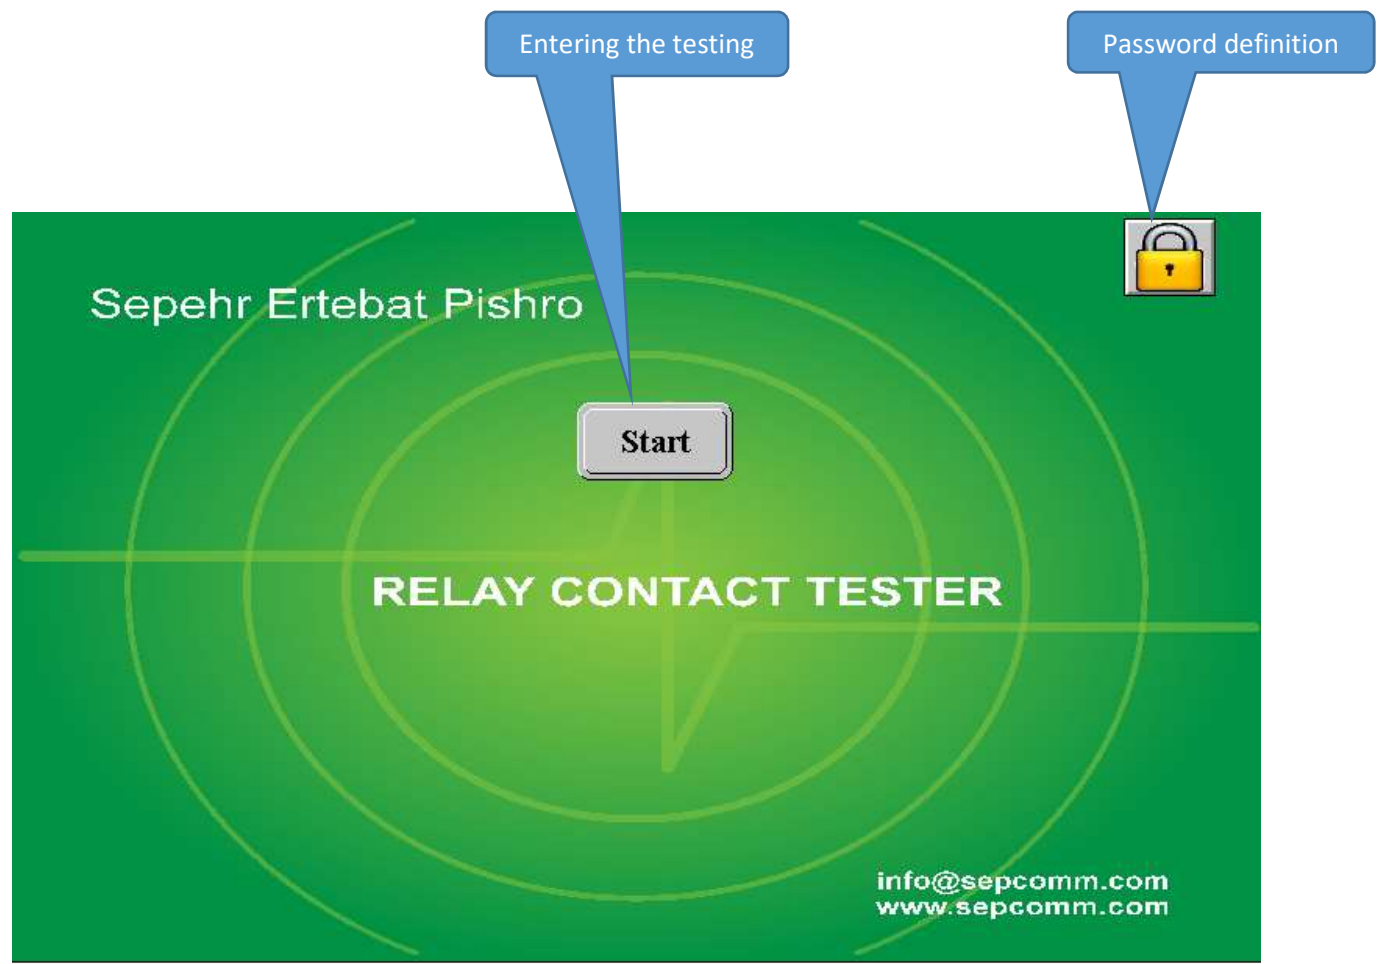 Entering the testing
Password definition
Sepehr Ertebat Pishro
Start
RELAY CONTACT TESTER
info@sepcomm.com
www.sepcomm.com